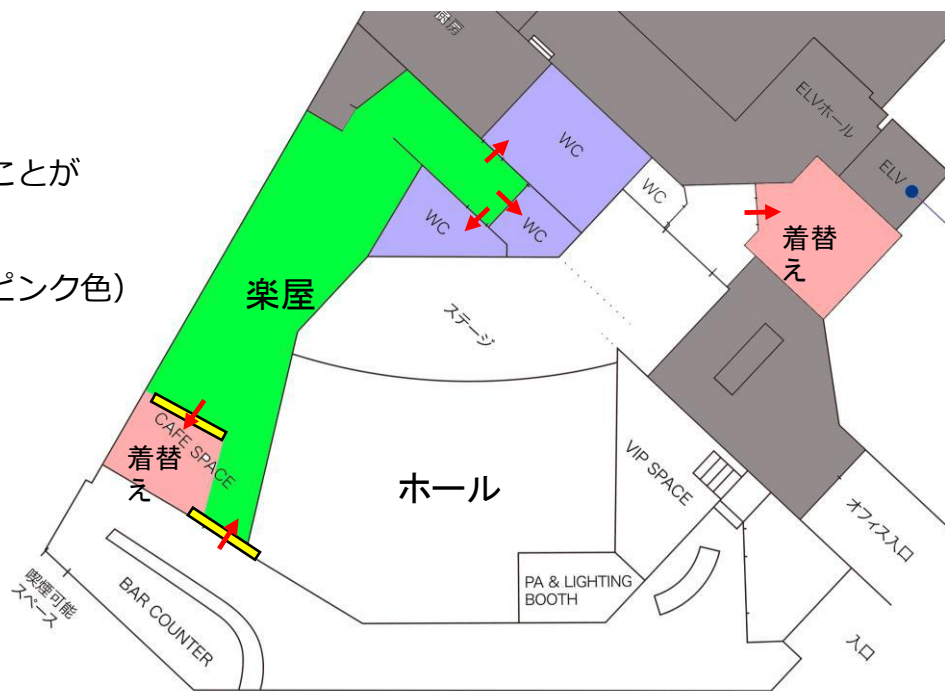 厨房
ことが
ピンク色）
楽屋
WC
WC
WC
WC
ELVホール
ELV
着替
え
ステージ
CAFE SPACE
着替
え
ホール
VIP SPACE
オフィス入口
PA & LIGHTING
BOOTH
入口
BAR COUNTER
喫煙可能
スペース